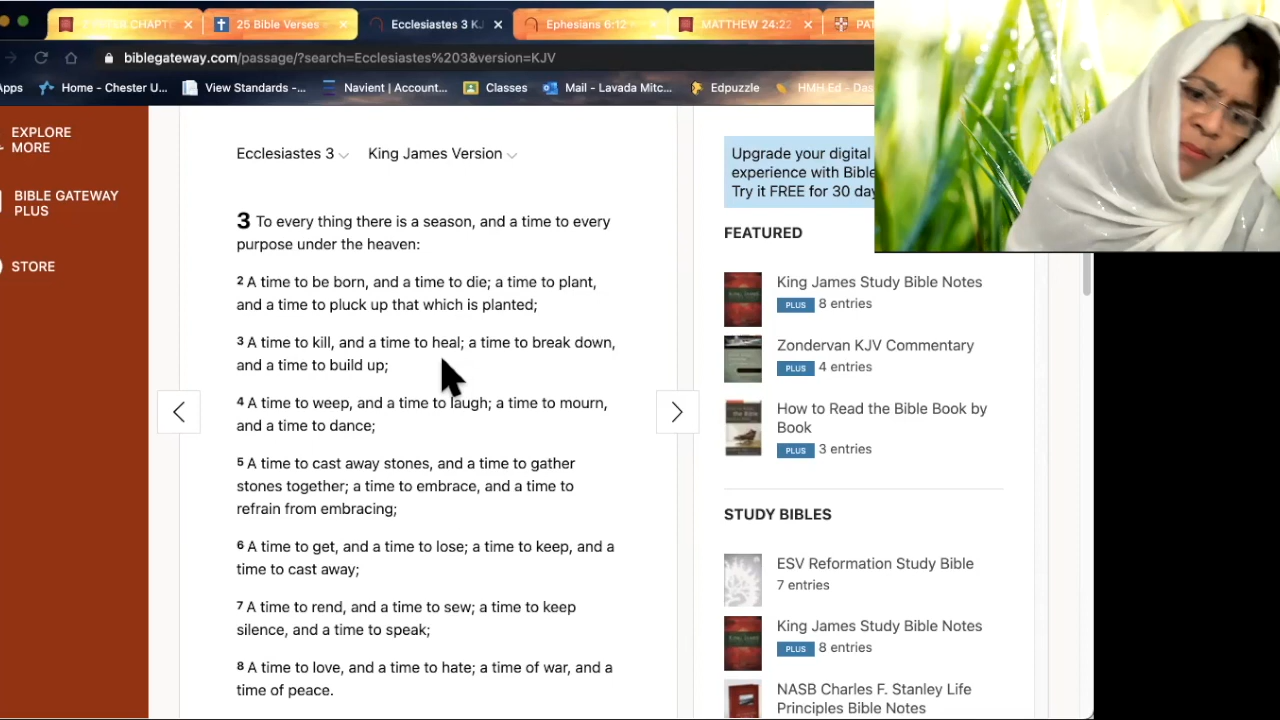 25 Bible Verses
Ecclesiastes 3 KJ
Ephesians 6:12
MATTHEW 24:22
biblegateway.com/passage/?search=Ecclesiastes%203&version=KJV
Apps
Home - Chester U...
View Standards -...
Navient | Account...
Classes
Mail - Lavada Mitc...
Edpuzzle
HMH Ed - Das
EXPLORE
MORE
BIBLE GATEWAY
PLUS
STORE
Ecclesiastes 3
King James Version
3 To every thing there is a season, and a time to every
purpose under the heaven:
2 A time to be born, and a time to die; a time to plant,
and a time to pluck up that which is planted;
3 A time to kill, and a time to heal; a time to break down,
and a time to build up;
4 A time to weep, and a time to laugh; a time to mourn,
and a time to dance;
5 A time to cast away stones, and a time to gather
stones together; a time to embrace, and a time to
refrain from embracing;
6 A time to get, and a time to lose; a time to keep, and a
time to cast away;
7 A time to rend, and a time to sew; a time to keep
silence, and a time to speak;
8 A time to love, and a time to hate; a time of war, and a
time of peace.
Upgrade your digital
experience with Bible
Try it FREE for 30 day
FEATURED
King James Study Bible Notes
PLUS 8 entries
Zondervan KJV Commentary
PLUS 4 entries
How to Read the Bible Book by
Book
PLUS 3 entries
STUDY BIBLES
ESV Reformation Study Bible
7 entries
King James Study Bible Notes
PLUS 8 entries
NASB Charles F. Stanley Life
Principles Bible Notes